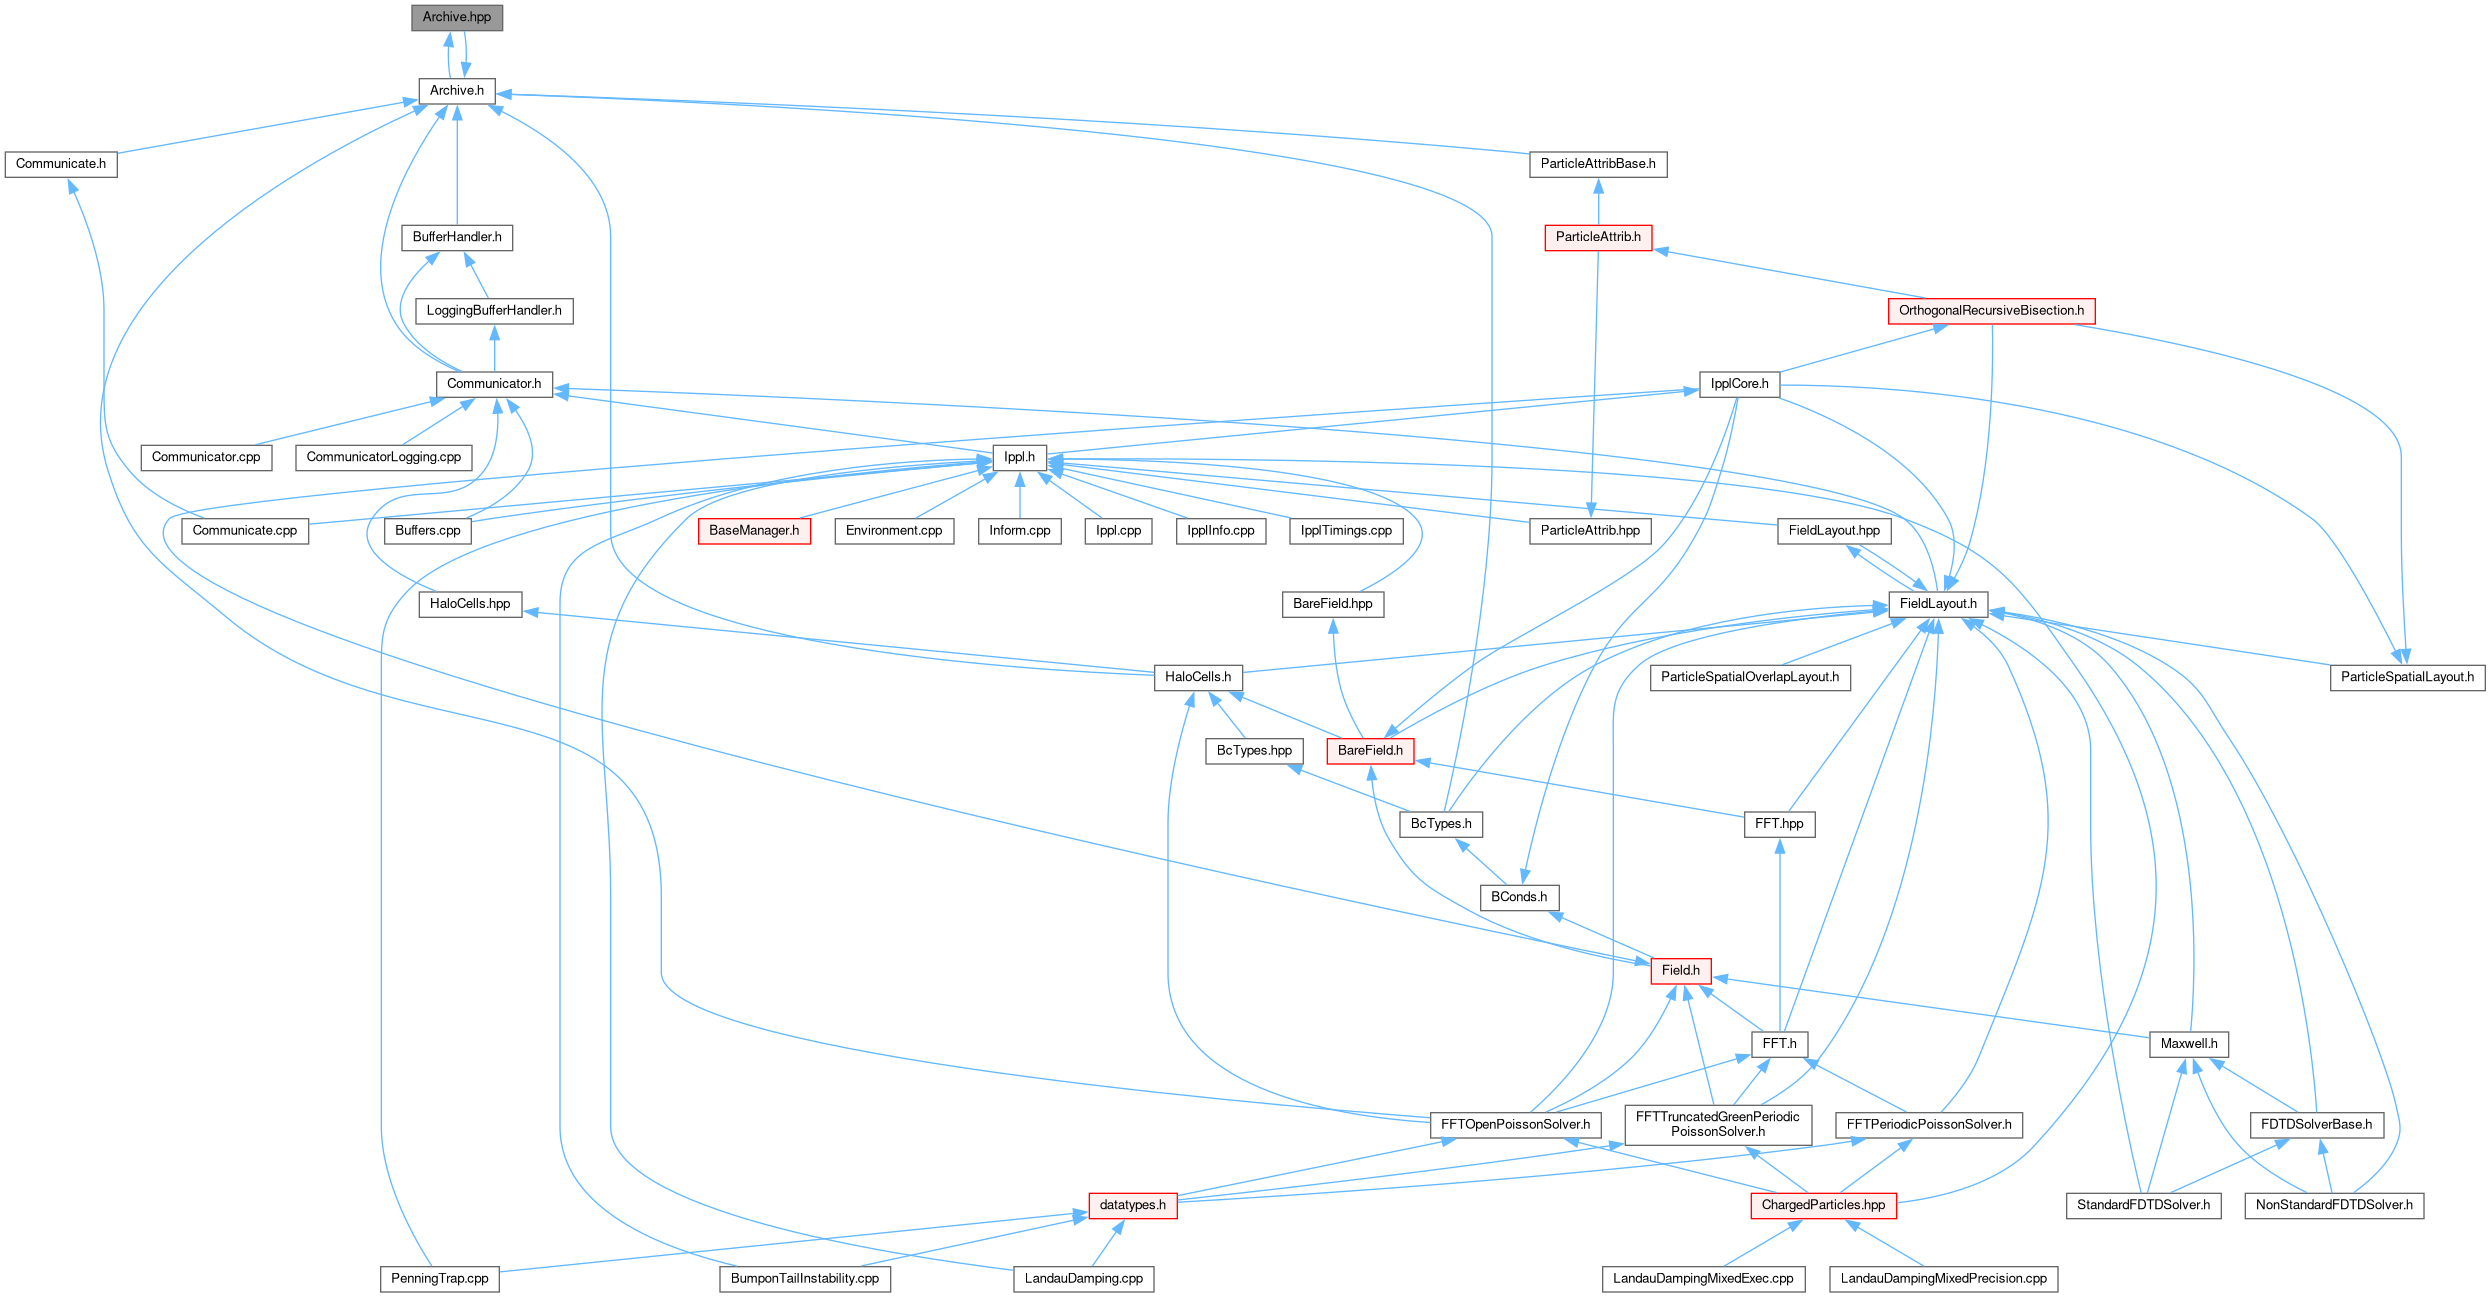 Archive.hpp
Archive.h
Communicate.h
ParticleAttribBase.h
BufferHandler.h
ParticleAttrib.h
LoggingBufferHandler.h
OrthogonalRecursiveBisection.h
Communicator.h
IpplCore.h
Communicator.cpp
CommunicatorLogging.cpp
Ippl.h
Communicate.cpp
Buffers.cpp
BaseManager.h
Environment.cpp
Inform.cpp
Ippl.cpp
IpplInfo.cpp
IpplTimings.cpp
ParticleAttrib.hpp
FieldLayout.hpp
HaloCells.hpp
BareField.hpp
FieldLayout.h
HaloCells.h
ParticleSpatialOverlapLayout.h
ParticleSpatialLayout.h
BcTypes.hpp
BareField.h
BcTypes.h
FFT.hpp
BConds.h
Field.h
FFT.h
Maxwell.h
FFTOpenPoissonSolver.h
FFTTruncatedGreenPeriodic
PoissonSolver.h
FFTPeriodicPoissonSolver.h
FDTDSolverBase.h
datatypes.h
ChargedParticles.hpp
StandardFDTDSolver.h
NonStandardFDTDSolver.h
PenningTrap.cpp
BumponTailInstability.cpp
LandauDamping.cpp
LandauDampingMixedExec.cpp
LandauDampingMixedPrecision.cpp